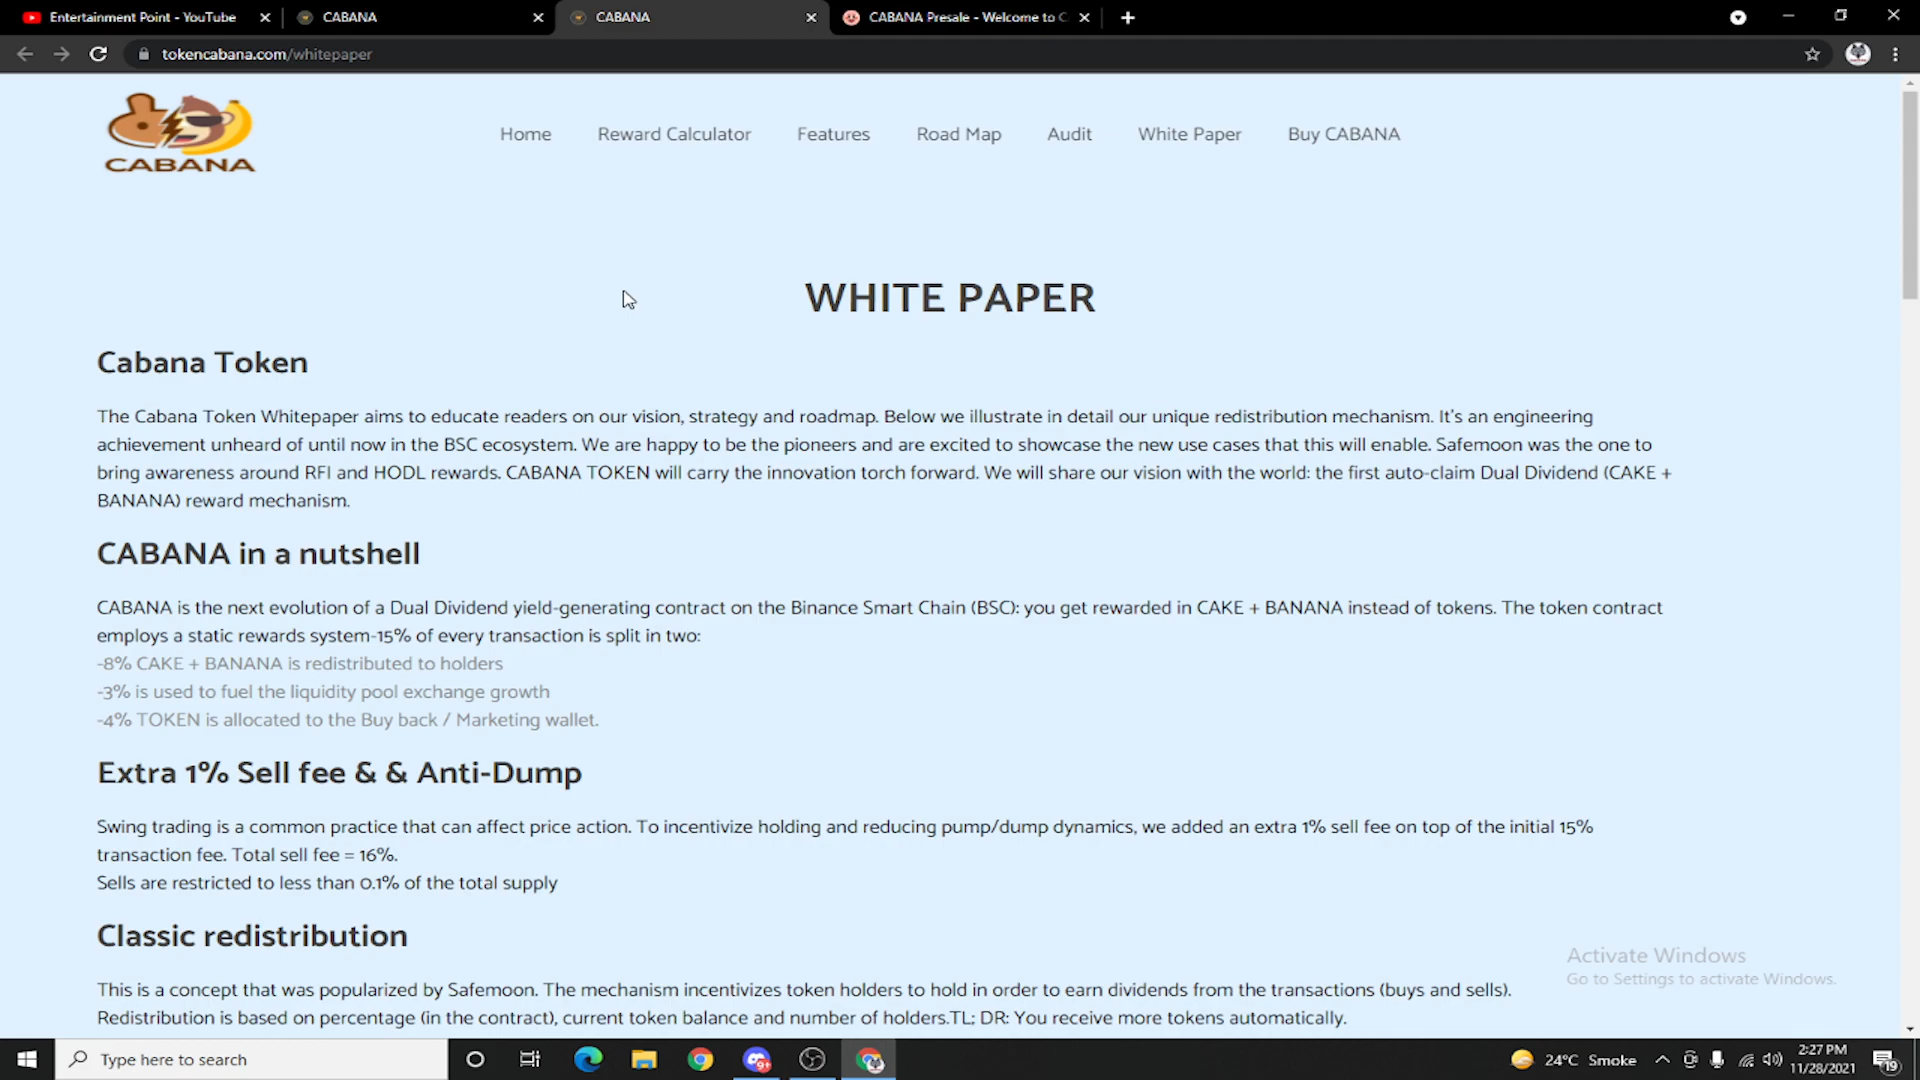 Entertainment Point - YouTube
CABANA
CABANA
CABANA Presale - Welcome to C
tokencabana.com/whitepaper
CABANA
Home
Reward Calculator
Features
Road Map
Audit
White Paper
Buy CABANA
WHITE PAPER
Cabana Token
The Cabana Token Whitepaper aims to educate readers on our vision, strategy and roadmap. Below we illustrate in detail our unique redistribution mechanism. It's an engineering
achievement unheard of until now in the BSC ecosystem. We are happy to be the pioneers and are excited to showcase the new use cases that this will enable. Safemoon was the one to
bring awareness around RFI and HODL rewards. CABANA TOKEN will carry the innovation torch forward. We will share our vision with the world: the first auto-claim Dual Dividend (CAKE +
BANANA) reward mechanism.
CABANA in a nutshell
CABANA is the next evolution of a Dual Dividend yield-generating contract on the Binance Smart Chain (BSC): you get rewarded in CAKE + BANANA instead of tokens. The token contract
employs a static rewards system-15% of every transaction is split in two:
-8% CAKE + BANANA is redistributed to holders
-3% is used to fuel the liquidity pool exchange growth
-4% TOKEN is allocated to the Buy back / Marketing wallet.
Extra 1% Sell fee & & Anti-Dump
Swing trading is a common practice that can affect price action. To incentivize holding and reducing pump/dump dynamics, we added an extra 1% sell fee on top of the initial 15%
transaction fee. Total sell fee = 16%.
Sells are restricted to less than 0.1% of the total supply
Classic redistribution
This is a concept that was popularized by Safemoon. The mechanism incentivizes token holders to hold in order to earn dividends from the transactions (buys and sells).
Redistribution is based on percentage (in the contract), current token balance and number of holders.TL; DR: You receive more tokens automatically.
Activate Windows
Go to Settings to activate Windows.
Type here to search
9+
24°C Smoke
2:27 PM
11/28/2021
19